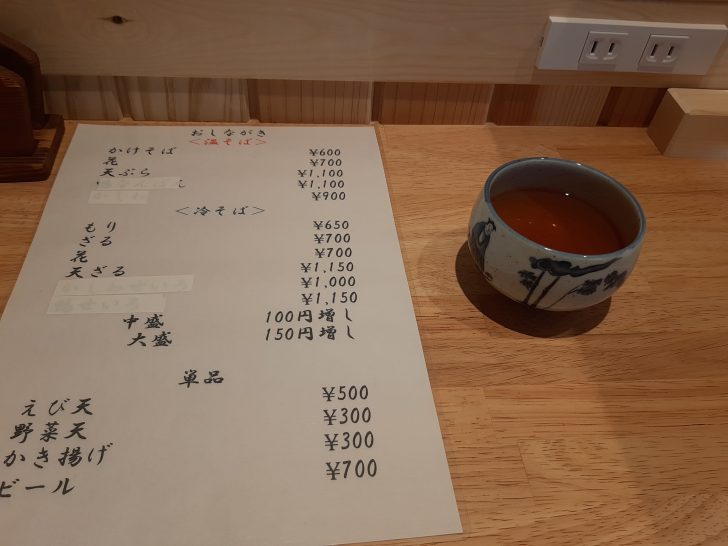 おしながき
<温そば>
かけそば ¥600
花 ¥700
天ぷら ¥1,100
¥1,100
¥900
<冷そば>
もり ¥650
ざる ¥700
花 ¥700
天ざる ¥1,150
¥1,000
¥1,150
中盛 100円増し
大盛 150円増し
単品
えび天 ¥500
野菜天 ¥300
かき揚げ ¥300
ビール ¥700